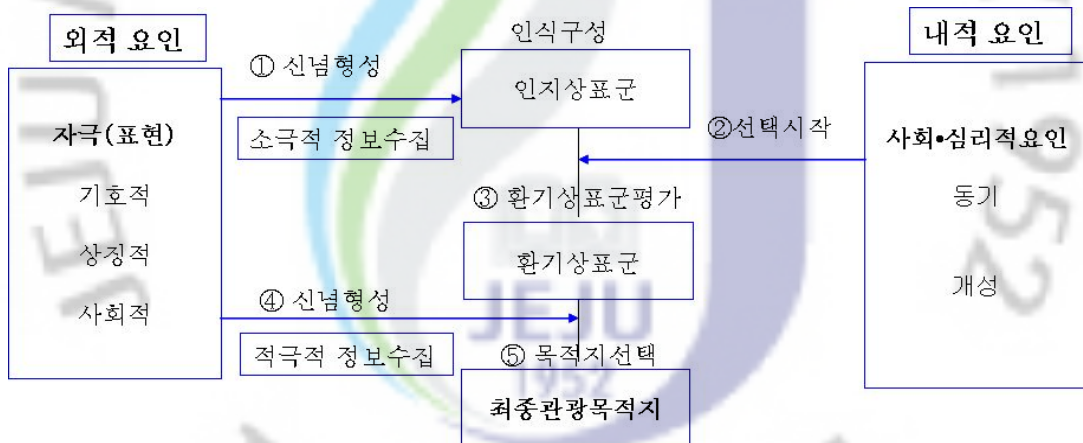 외적 요인
자극(표현)
기호적
상징적
사회적
① 신념형성
소극적 정보수집
④ 신념형성
적극적 정보수집
인식구성
인지상표군
③ 환기상표군평가
환기상표군
⑤ 목적지선택
최종관광목적지
②선택시작
내적 요인
사회•심리적요인
동기
개성
JEJU
1952
JEJU
1952